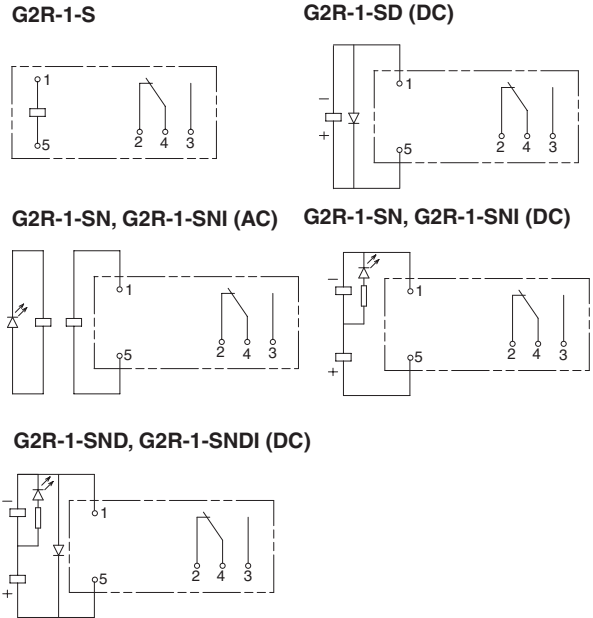 G2R-1-S
1
5
2 4 3
G2R-1-SD (DC)
−
+
1
5
2 4 3
G2R-1-SN, G2R-1-SNI (AC)
1
5
2 4 3
G2R-1-SN, G2R-1-SNI (DC)
−
+
1
5
2 4 3
G2R-1-SND, G2R-1-SNDI (DC)
−
+
1
5
2 4 3